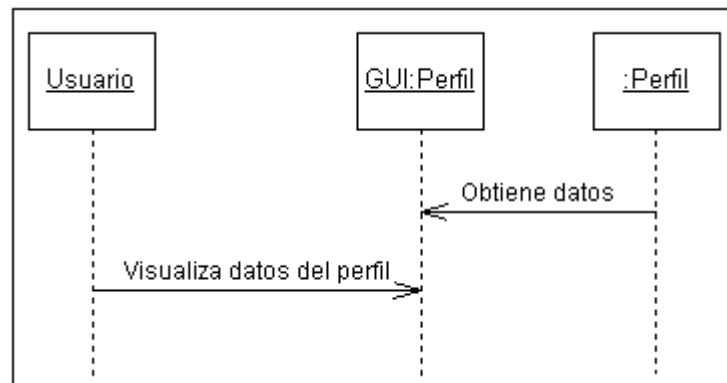 Usuario
GUI:Perfil
:Perfil
Obtiene datos
Visualiza datos del perfil